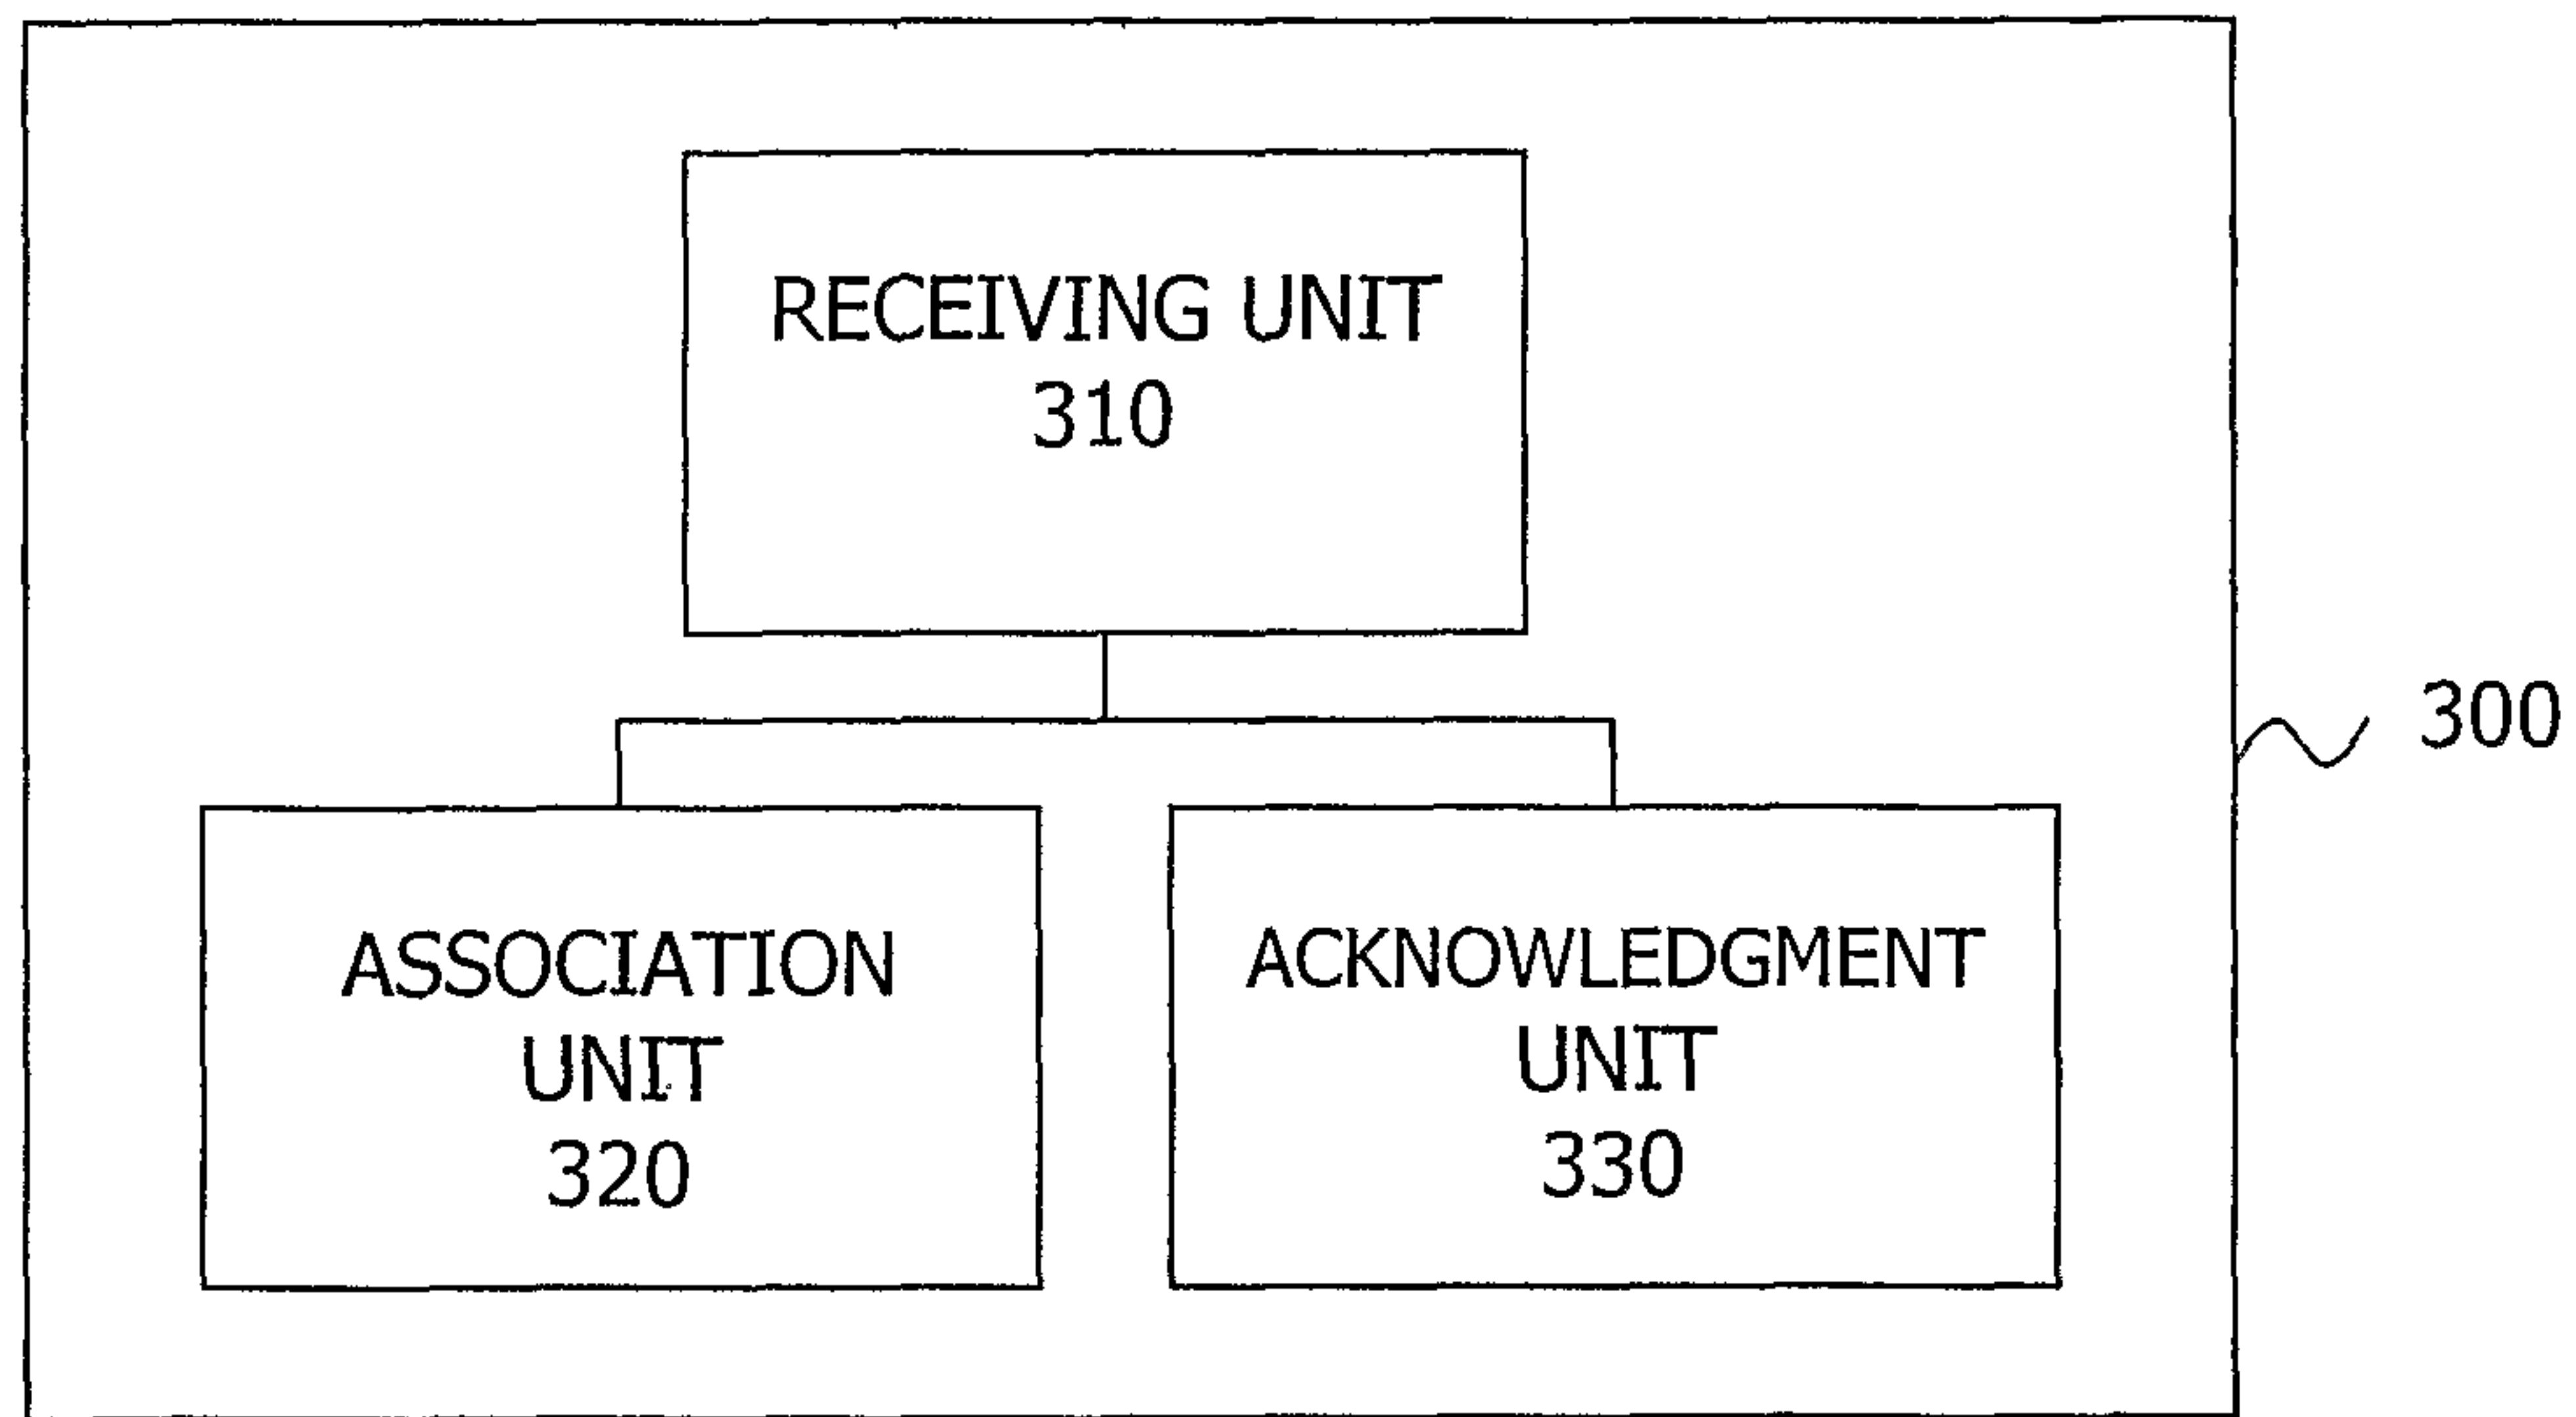 RECEIVING UNIT
310
300
ASSOCIATION
UNIT
320
ACKNOWLEDGMENT
UNIT
330